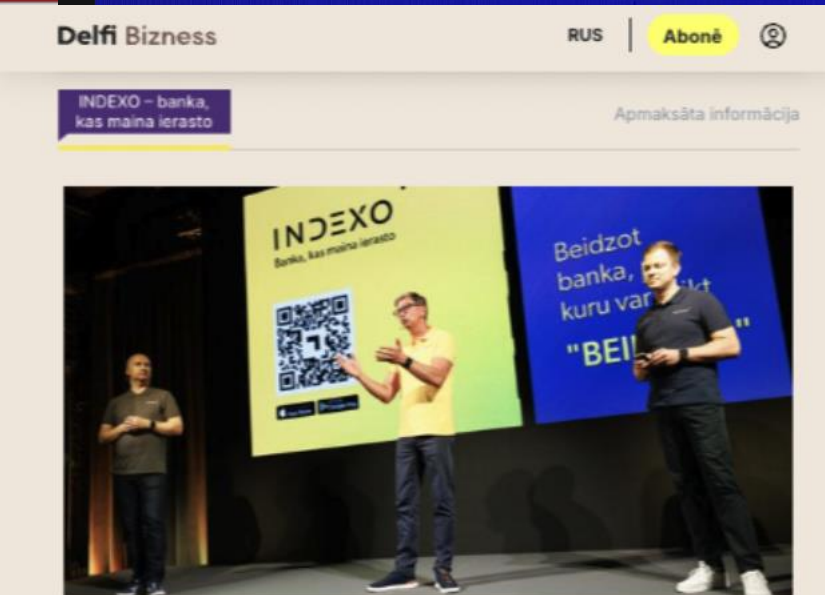 Delfi Bizness
RUS
Abonē
INDEXO – banka,
kas maina ierasto
Apmaksāta informācija
INDEXO
Banka, kas maina ierasto
Beidzot
banka,
kuru var
"BEI